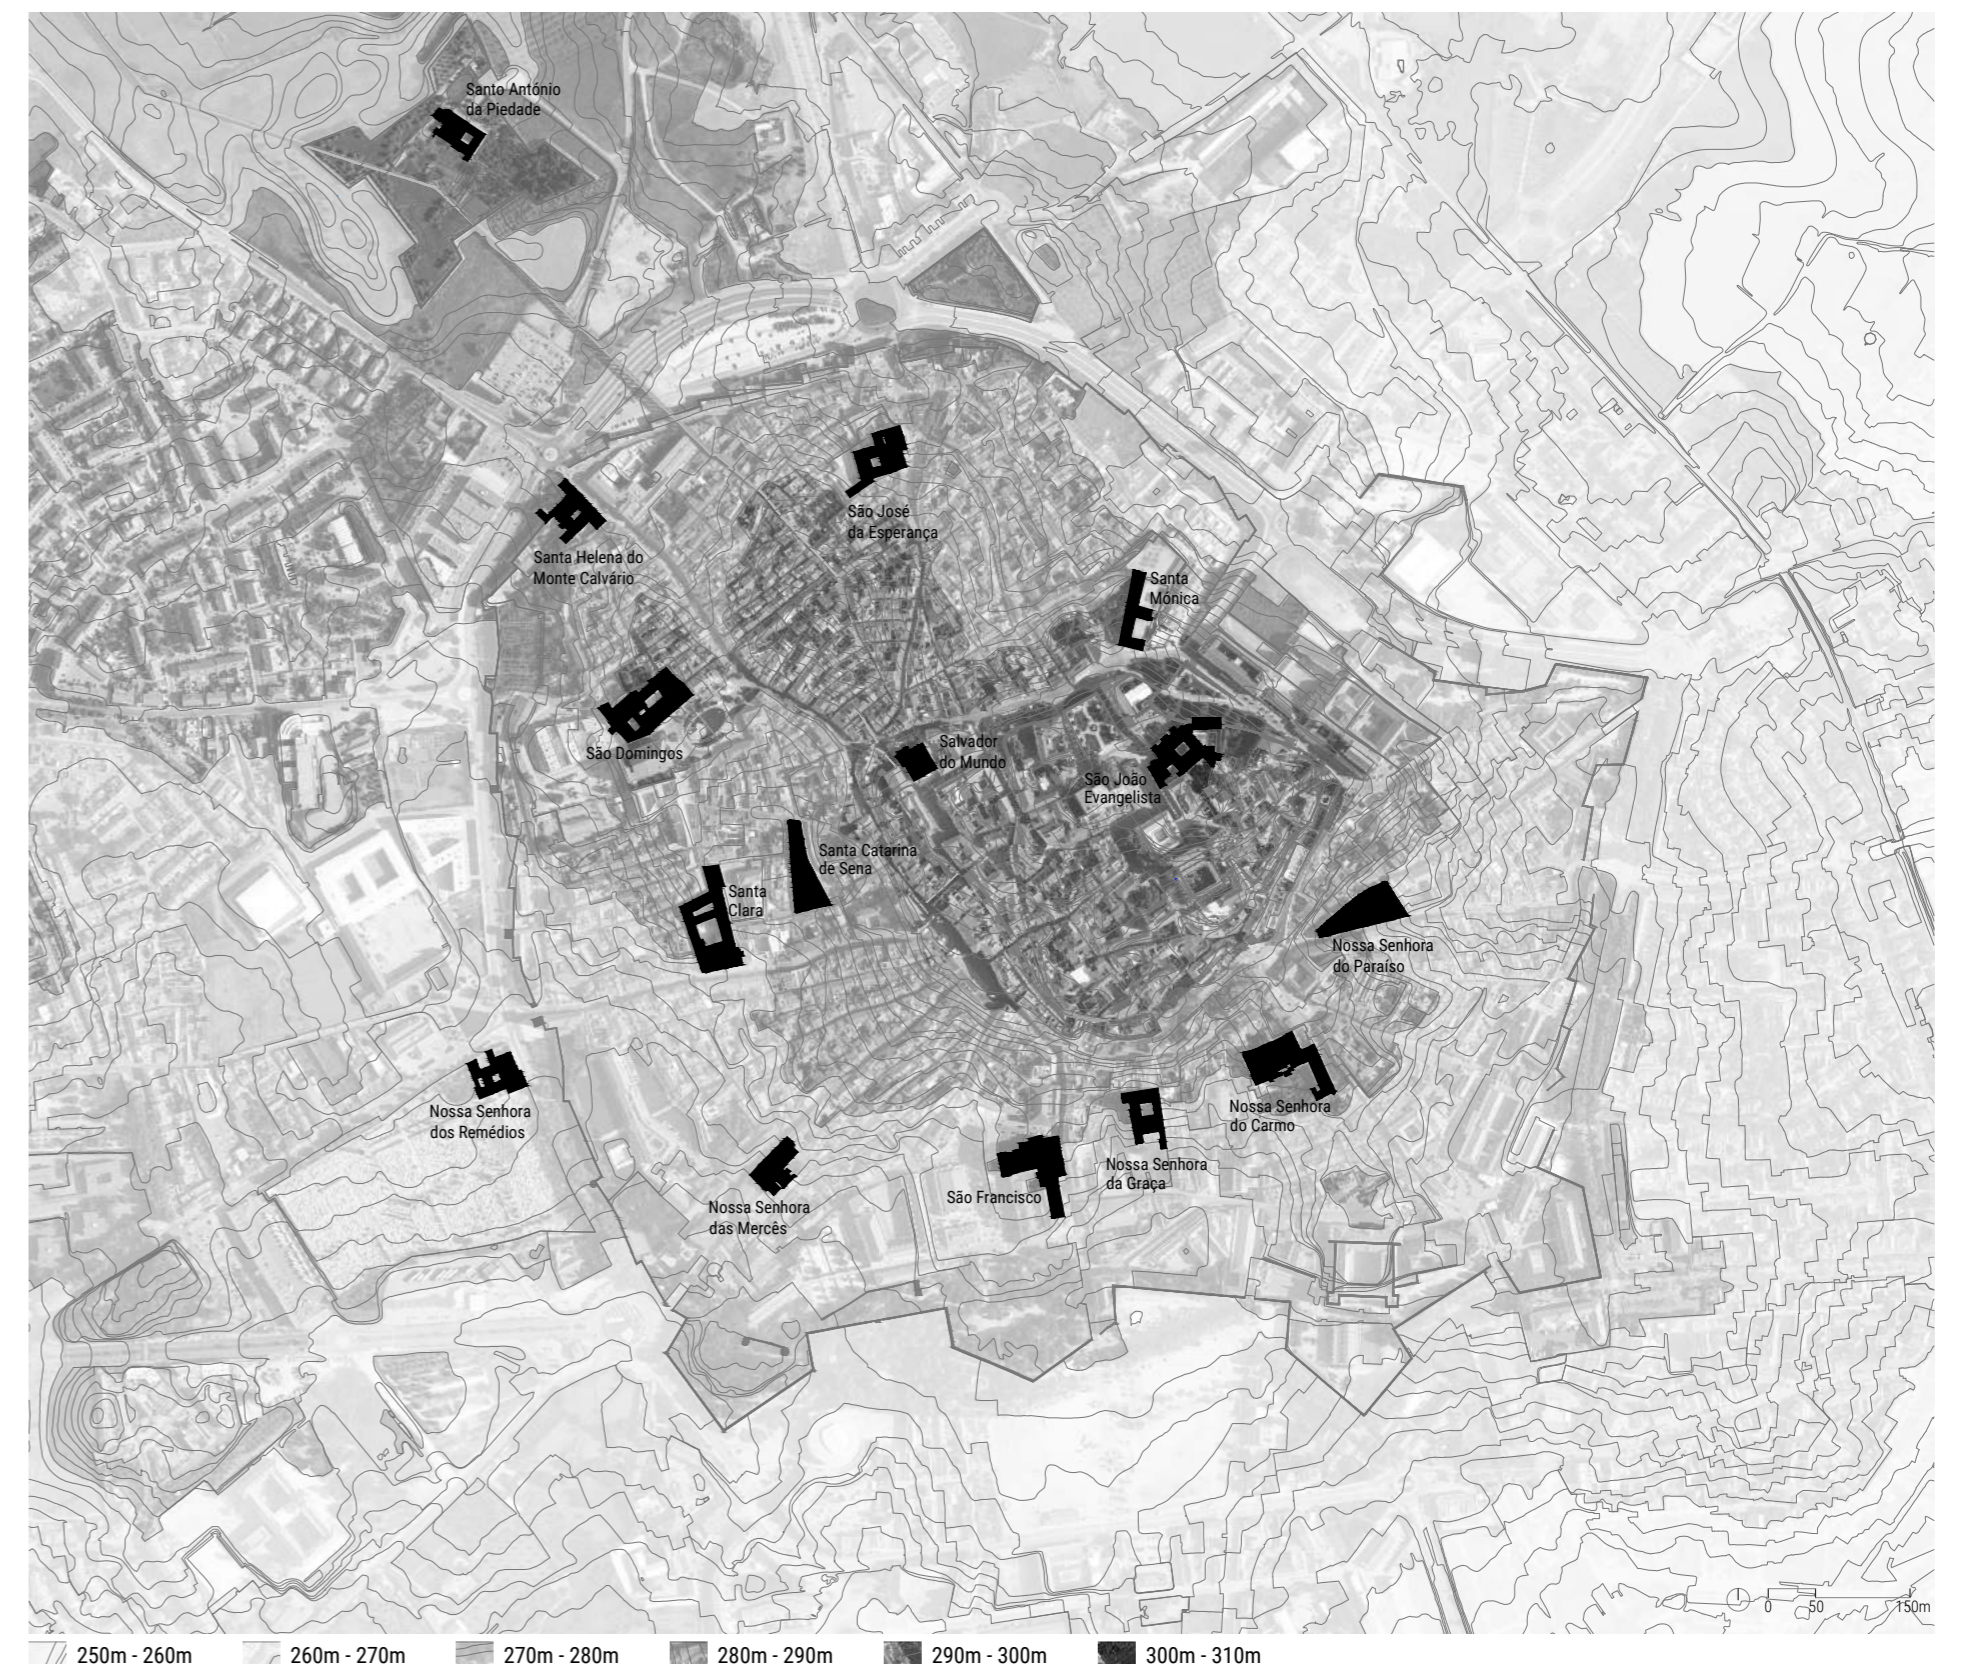 Santo António
da Piedade
São José
da Esperança
Santa Helena do
Monte Calvário
Santa
Mónica
São Domingos
Salvador
do Mundo
São João
Evangelista
Santa Catarina
de Sena
Santa
Clara
Nossa Senhora
do Paraíso
Nossa Senhora
dos Remédios
Nossa Senhora
do Carmo
Nossa Senhora
da Graça
São Francisco
Nossa Senhora
das Mercês
0 50 150m
250m - 260m 260m - 270m 270m - 280m 280m - 290m 290m - 300m 300m - 310m